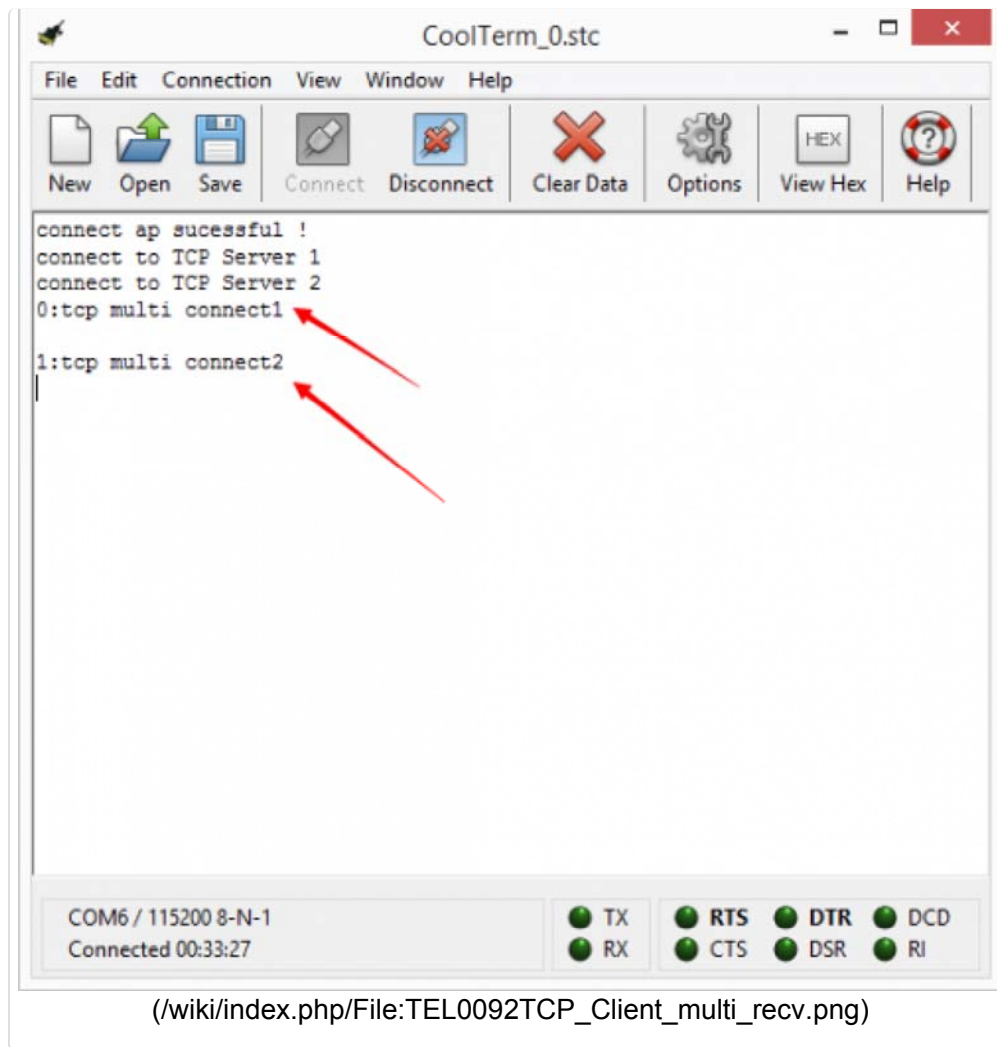 CoolTerm_0.stc
File Edit Connection View Window Help
HEX
New Open Save Connect Disconnect Clear Data Options View Hex Help
connect ap sucessful !
connect to TCP Server 1
connect to TCP Server 2
0:tcp multi connect1
1:tcp multi connect2
COM6 / 115200 8-N-1 TX RTS DTR DCD
Connected 00:33:27 RX CTS DSR RI
(/wiki/index.php/File:TEL0092TCP_Client_multi_recv.png)